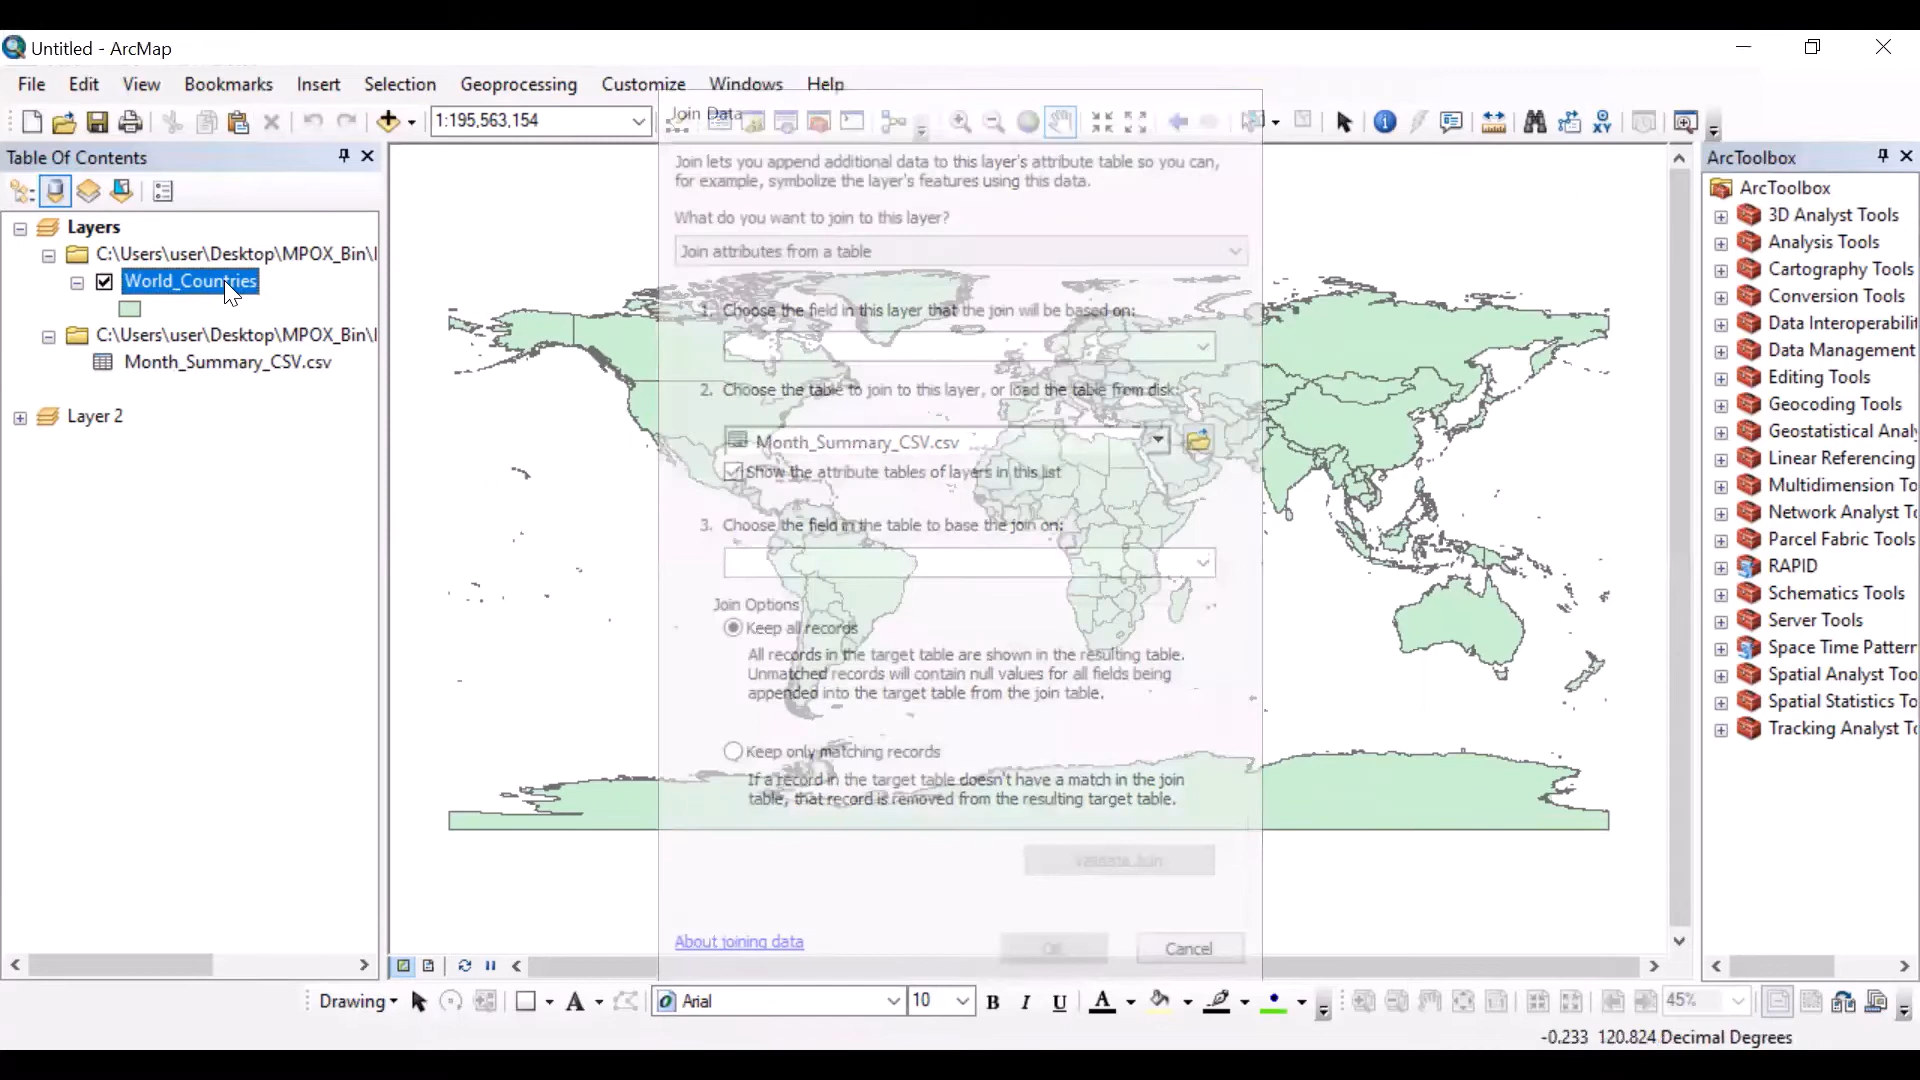 Untitled - ArcMap
File Edit View Bookmarks Insert Selection Geoprocessing Customize Windows Help
1:195,563,154
Table Of Contents
Layers
C:\Users\user\Desktop\MPOX_Bin\
World_Countries
C:\Users\user\Desktop\MPOX_Bin\
Month_Summary_CSV.csv
Layer 2
Join Data
Join lets you append additional data to this layer's attribute table so you can,
for example, symbolize the layer's features using this data.
What do you want to join to this layer?
Join attributes from a table
1. Choose the field in this layer that the join will be based on:
2. Choose the table to join to this layer, or load the table from disk:
Month_Summary_CSV.csv
Show the attribute tables of layers in this list
3. Choose the field in the table to base the join on:
Join Options
Keep all records
All records in the target table are shown in the resulting table.
Unmatched records will contain null values for all fields being
appended into the target table from the join table.
Keep only matching records
If a record in the target table doesn't have a match in the join
table, that record is removed from the resulting target table.
Validate Join
About joining data
OK
Cancel
ArcToolbox
ArcToolbox
3D Analyst Tools
Analysis Tools
Cartography Tools
Conversion Tools
Data Interoperabilit
Data Management
Editing Tools
Geocoding Tools
Geostatistical Anal
Linear Referencing
Multidimension To
Network Analyst To
Parcel Fabric Tools
RAPID
Schematics Tools
Server Tools
Space Time Pattern
Spatial Analyst Too
Spatial Statistics To
Tracking Analyst To
Drawing
A
Arial
10
B I U A
45%
-0.233 120.824 Decimal Degrees